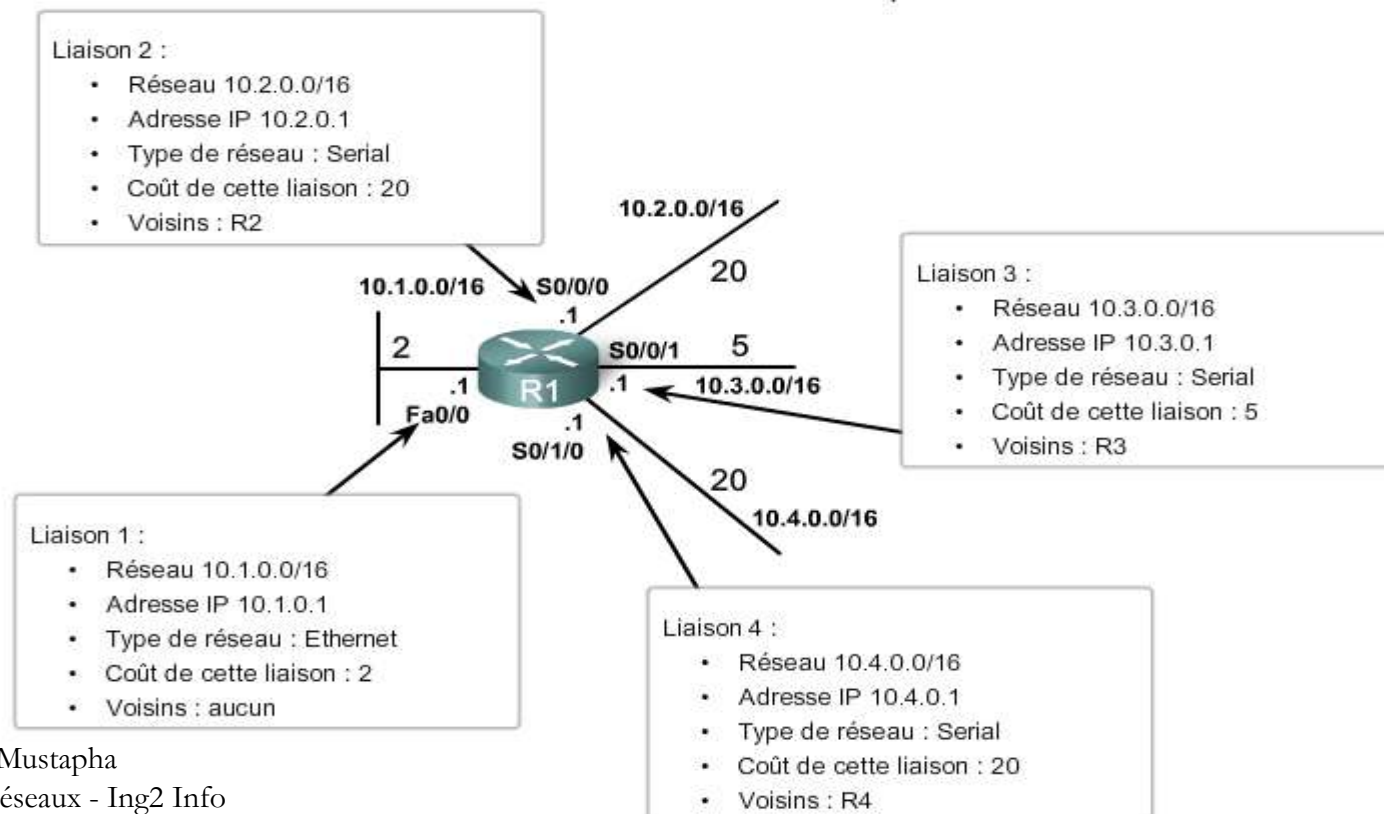 Liaison 2 :
• Réseau 10.2.0.0/16
• Adresse IP 10.2.0.1
• Type de réseau : Serial
• Coût de cette liaison : 20
• Voisins : R2
10.2.0.0/16
20
10.1.0.0/16
S0/0/0
.1
2
.1
Fa0/0
R1
S0/0/1
5
.1
10.3.0.0/16
.1
S0/1/0
20
10.4.0.0/16
Liaison 3 :
• Réseau 10.3.0.0/16
• Adresse IP 10.3.0.1
• Type de réseau : Serial
• Coût de cette liaison : 5
• Voisins : R3
Liaison 1 :
• Réseau 10.1.0.0/16
• Adresse IP 10.1.0.1
• Type de réseau : Ethernet
• Coût de cette liaison : 2
• Voisins : aucun
Liaison 4 :
• Réseau 10.4.0.0/16
• Adresse IP 10.4.0.1
• Type de réseau : Serial
• Coût de cette liaison : 20
• Voisins : R4
Mustapha
éseaux - Ing2 Info